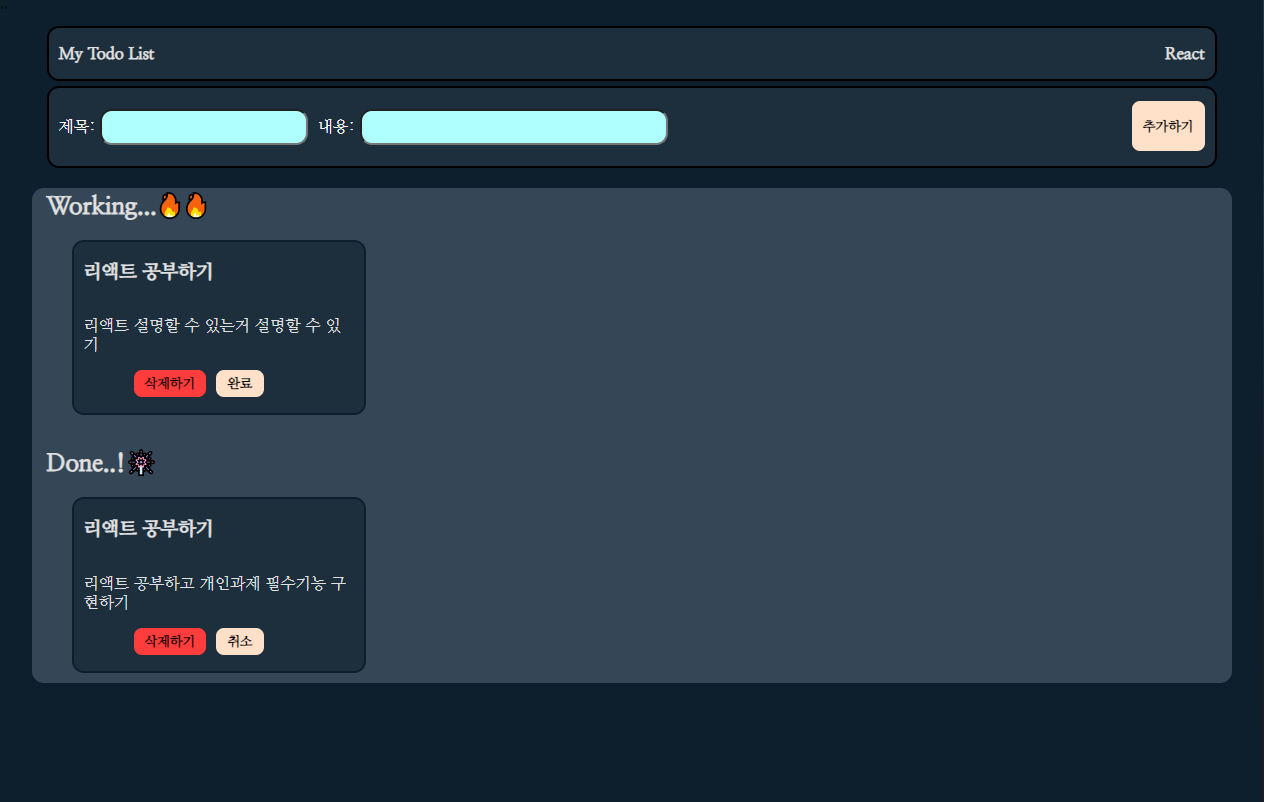 My Todo List React
제목: 내용: 추가하기
Working...🔥🔥
리액트 공부하기
리액트 설명할 수 있는거 설명할 수 있
기
삭제하기 완료
Done..!
리액트 공부하기
리액트 공부하고 개인과제 필수기능 구
현하기
삭제하기 취소